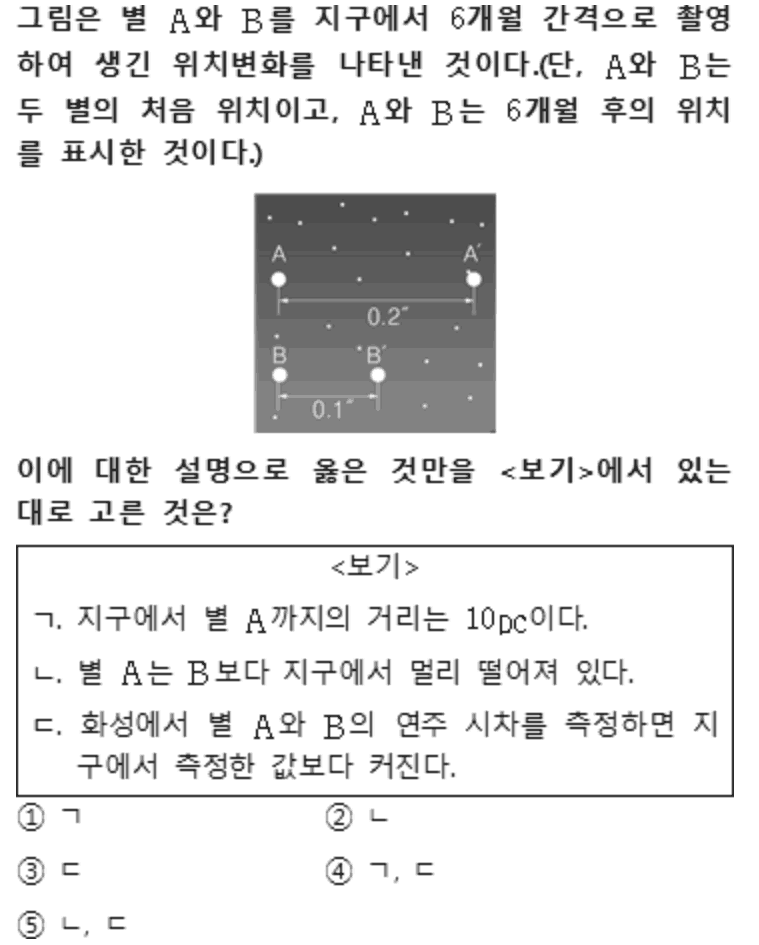 그림은 별 A와 B를 지구에서 6개월 간격으로 촬영
하여 생긴 위치변화를 나타낸 것이다.(단, A와 B는
두 별의 처음 위치이고, A와 B는 6개월 후의 위치
를 표시한 것이다.)
A A′
0.2″
B B′
0.1″
이에 대한 설명으로 옳은 것만을 <보기>에서 있는
대로 고른 것은?
<보기>
ㄱ. 지구에서 별 A까지의 거리는 10pc이다.
ㄴ. 별 A는 B보다 지구에서 멀리 떨어져 있다.
ㄷ. 화성에서 별 A와 B의 연주 시차를 측정하면 지
구에서 측정한 값보다 커진다.
① ㄱ ② ㄴ
③ ㄷ ④ ㄱ, ㄷ
⑤ ㄴ, ㄷ